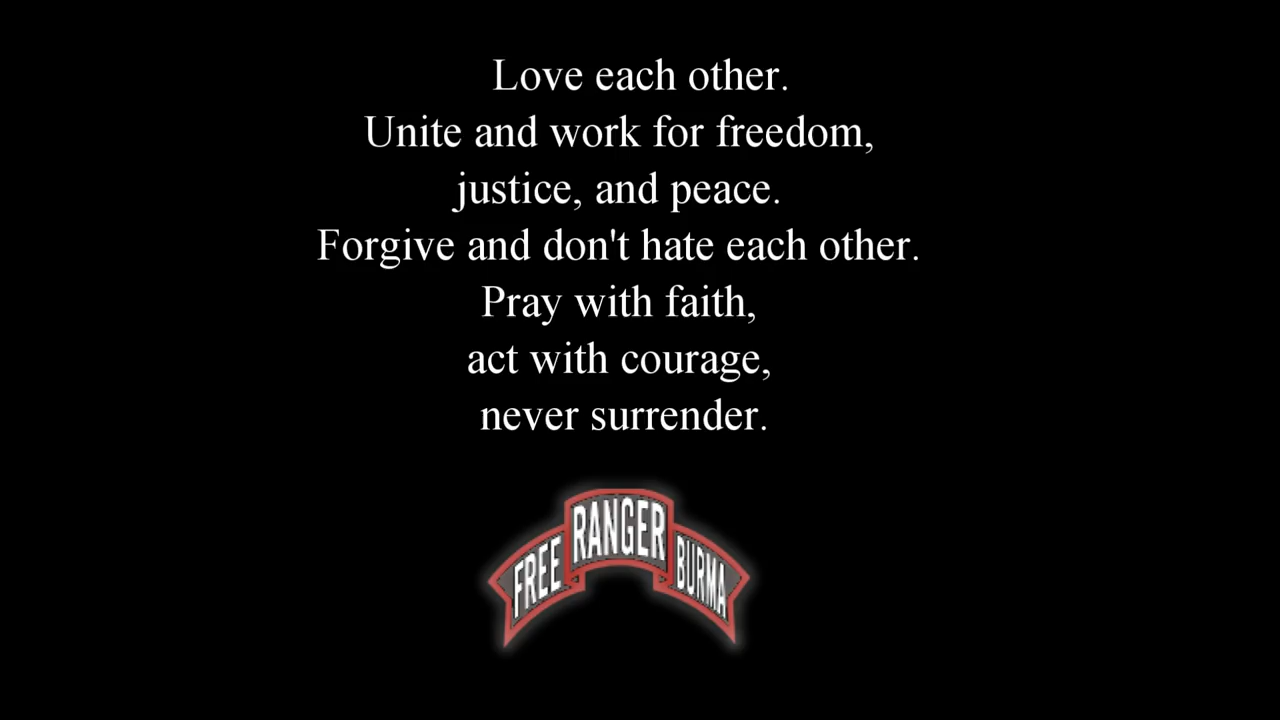 Love each other.
Unite and work for freedom,
justice, and peace.
Forgive and don't hate each other.
Pray with faith,
act with courage,
never surrender.
FREE RANGER BURMA